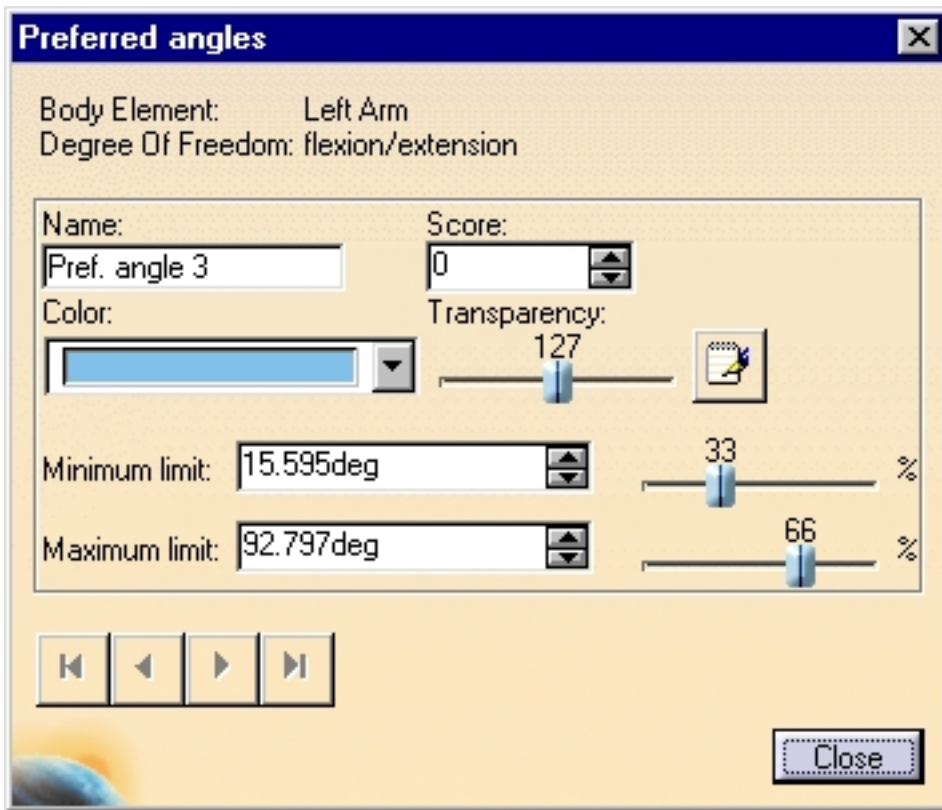 Preferred angles
Body Element: Left Arm
Degree Of Freedom: flexion/extension
Name: Score:
Pref. angle 3 0
Color: Transparency:
127
Minimum limit: 15.595deg 33 %
Maximum limit: 92.797deg 66 %
Close